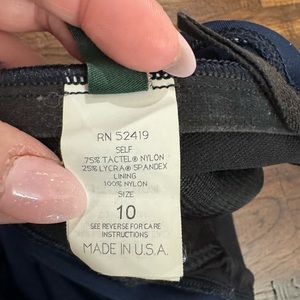 RN 52419
SELF
75% TACTEL® NYLON
25% LYCRA® SPANDEX
LINING
100% NYLON
SIZE
10
SEE REVERSE FOR CARE
INSTRUCTIONS
MADE IN U.S.A.